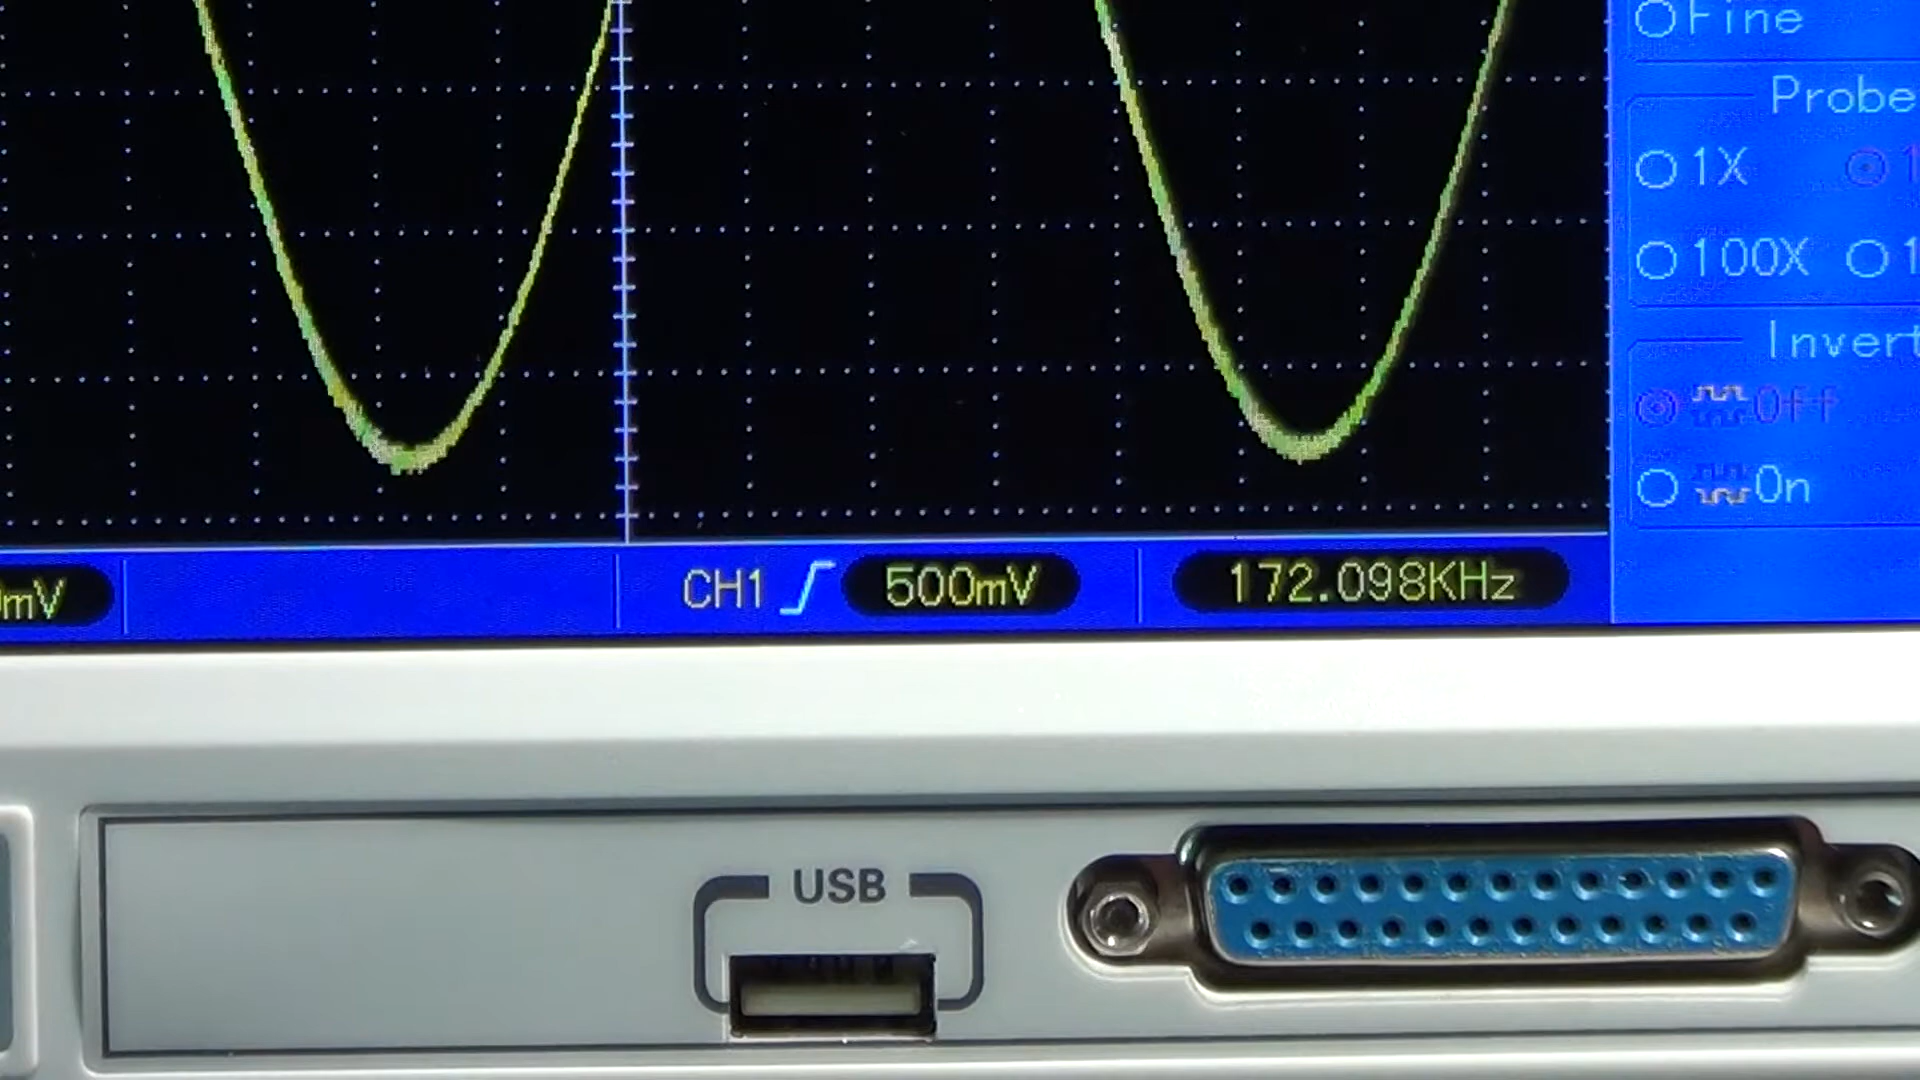 Fine
Probe
1X
100X
Invert
Off
On
mV CH1 500mV 172.098KHz
USB